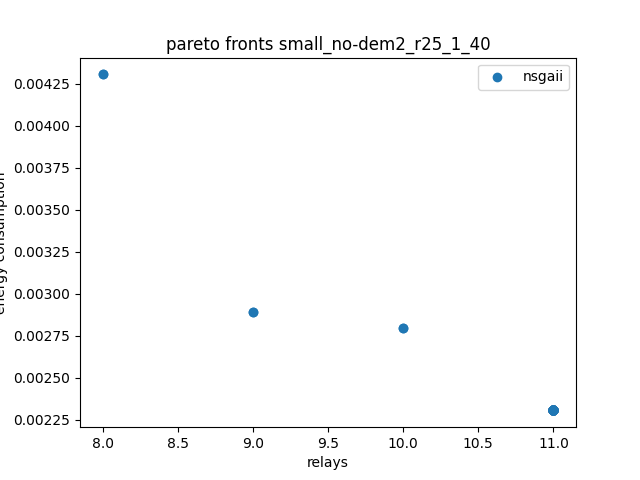 pareto fronts small_no-dem2_r25_1_40
nsgaii
0.00425
0.00400
0.00375
0.00350
0.00325
0.00300
0.00275
0.00250
0.00225
energy consumption
8.0 8.5 9.0 9.5 10.0 10.5 11.0
relays